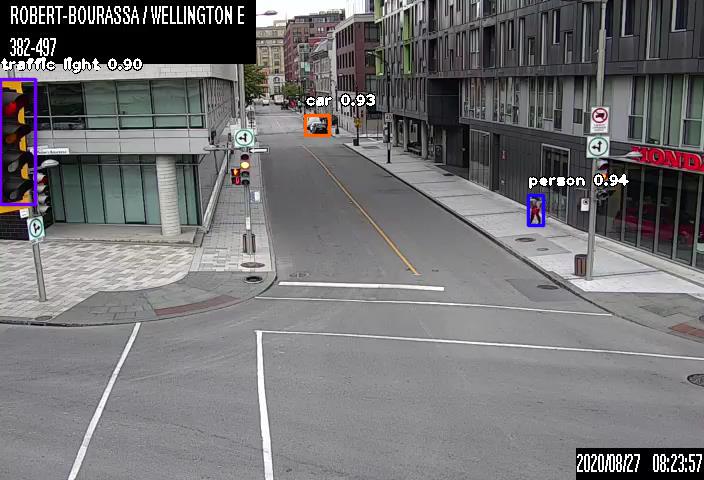 ROBERT-BOURASSA / WELLINGTON E
382-497
traffic light 0.90
car 0.93
person 0.94
HONDA
2020/08/27 08:23:57